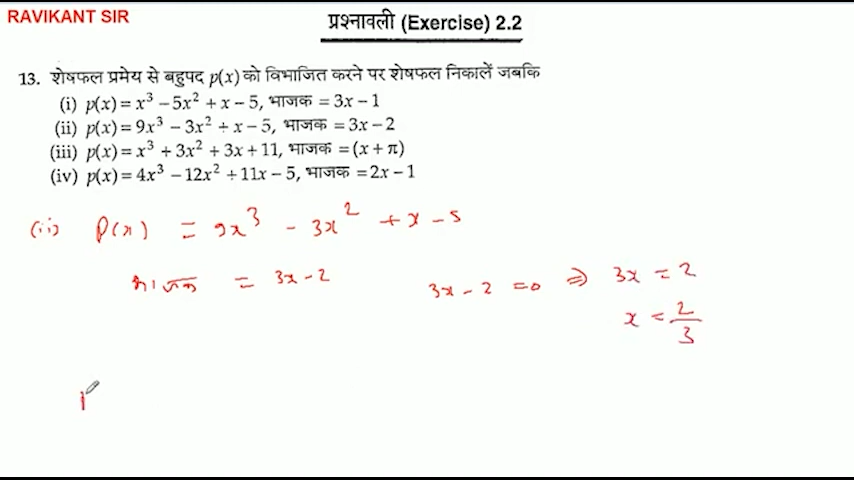 RAVIKANT SIR
प्रश्नावली (Exercise) 2.2
13. शेषफल प्रमेय से बहुपद p(x) को विभाजित करने पर शेषफल निकालें जबकि
(i) p(x) = x³ − 5x² + x − 5, भाजक = 3x − 1
(ii) p(x) = 9x³ − 3x² + x − 5, भाजक = 3x − 2
(iii) p(x) = x³ + 3x² + 3x + 11, भाजक = (x + π)
(iv) p(x) = 4x³ − 12x² + 11x − 5, भाजक = 2x − 1
(ii) P(x) = 9x³ − 3x² + x − 5
भाजक = 3x − 2 3x − 2 = 0 ⇒ 3x = 2
x = 2/3